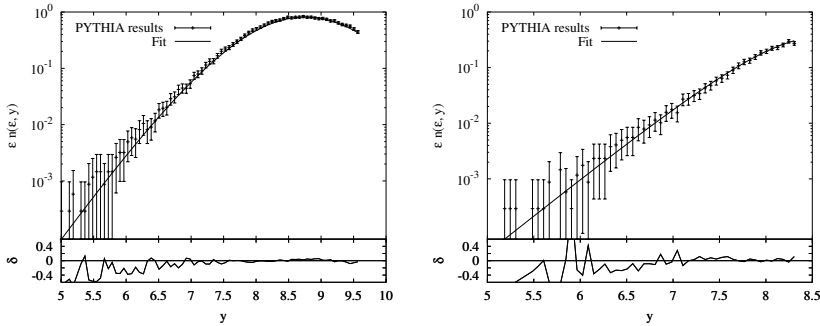 10^0
10^-1
10^-2
10^-3
ε n(ε, y)
PYTHIA results
Fit
0.4
0
-0.4
δ
5 5.5 6 6.5 7 7.5 8 8.5 9 9.5 10
y
10^0
10^-1
10^-2
10^-3
ε n(ε, y)
PYTHIA results
Fit
0.4
0
-0.4
δ
5 5.5 6 6.5 7 7.5 8 8.5
y